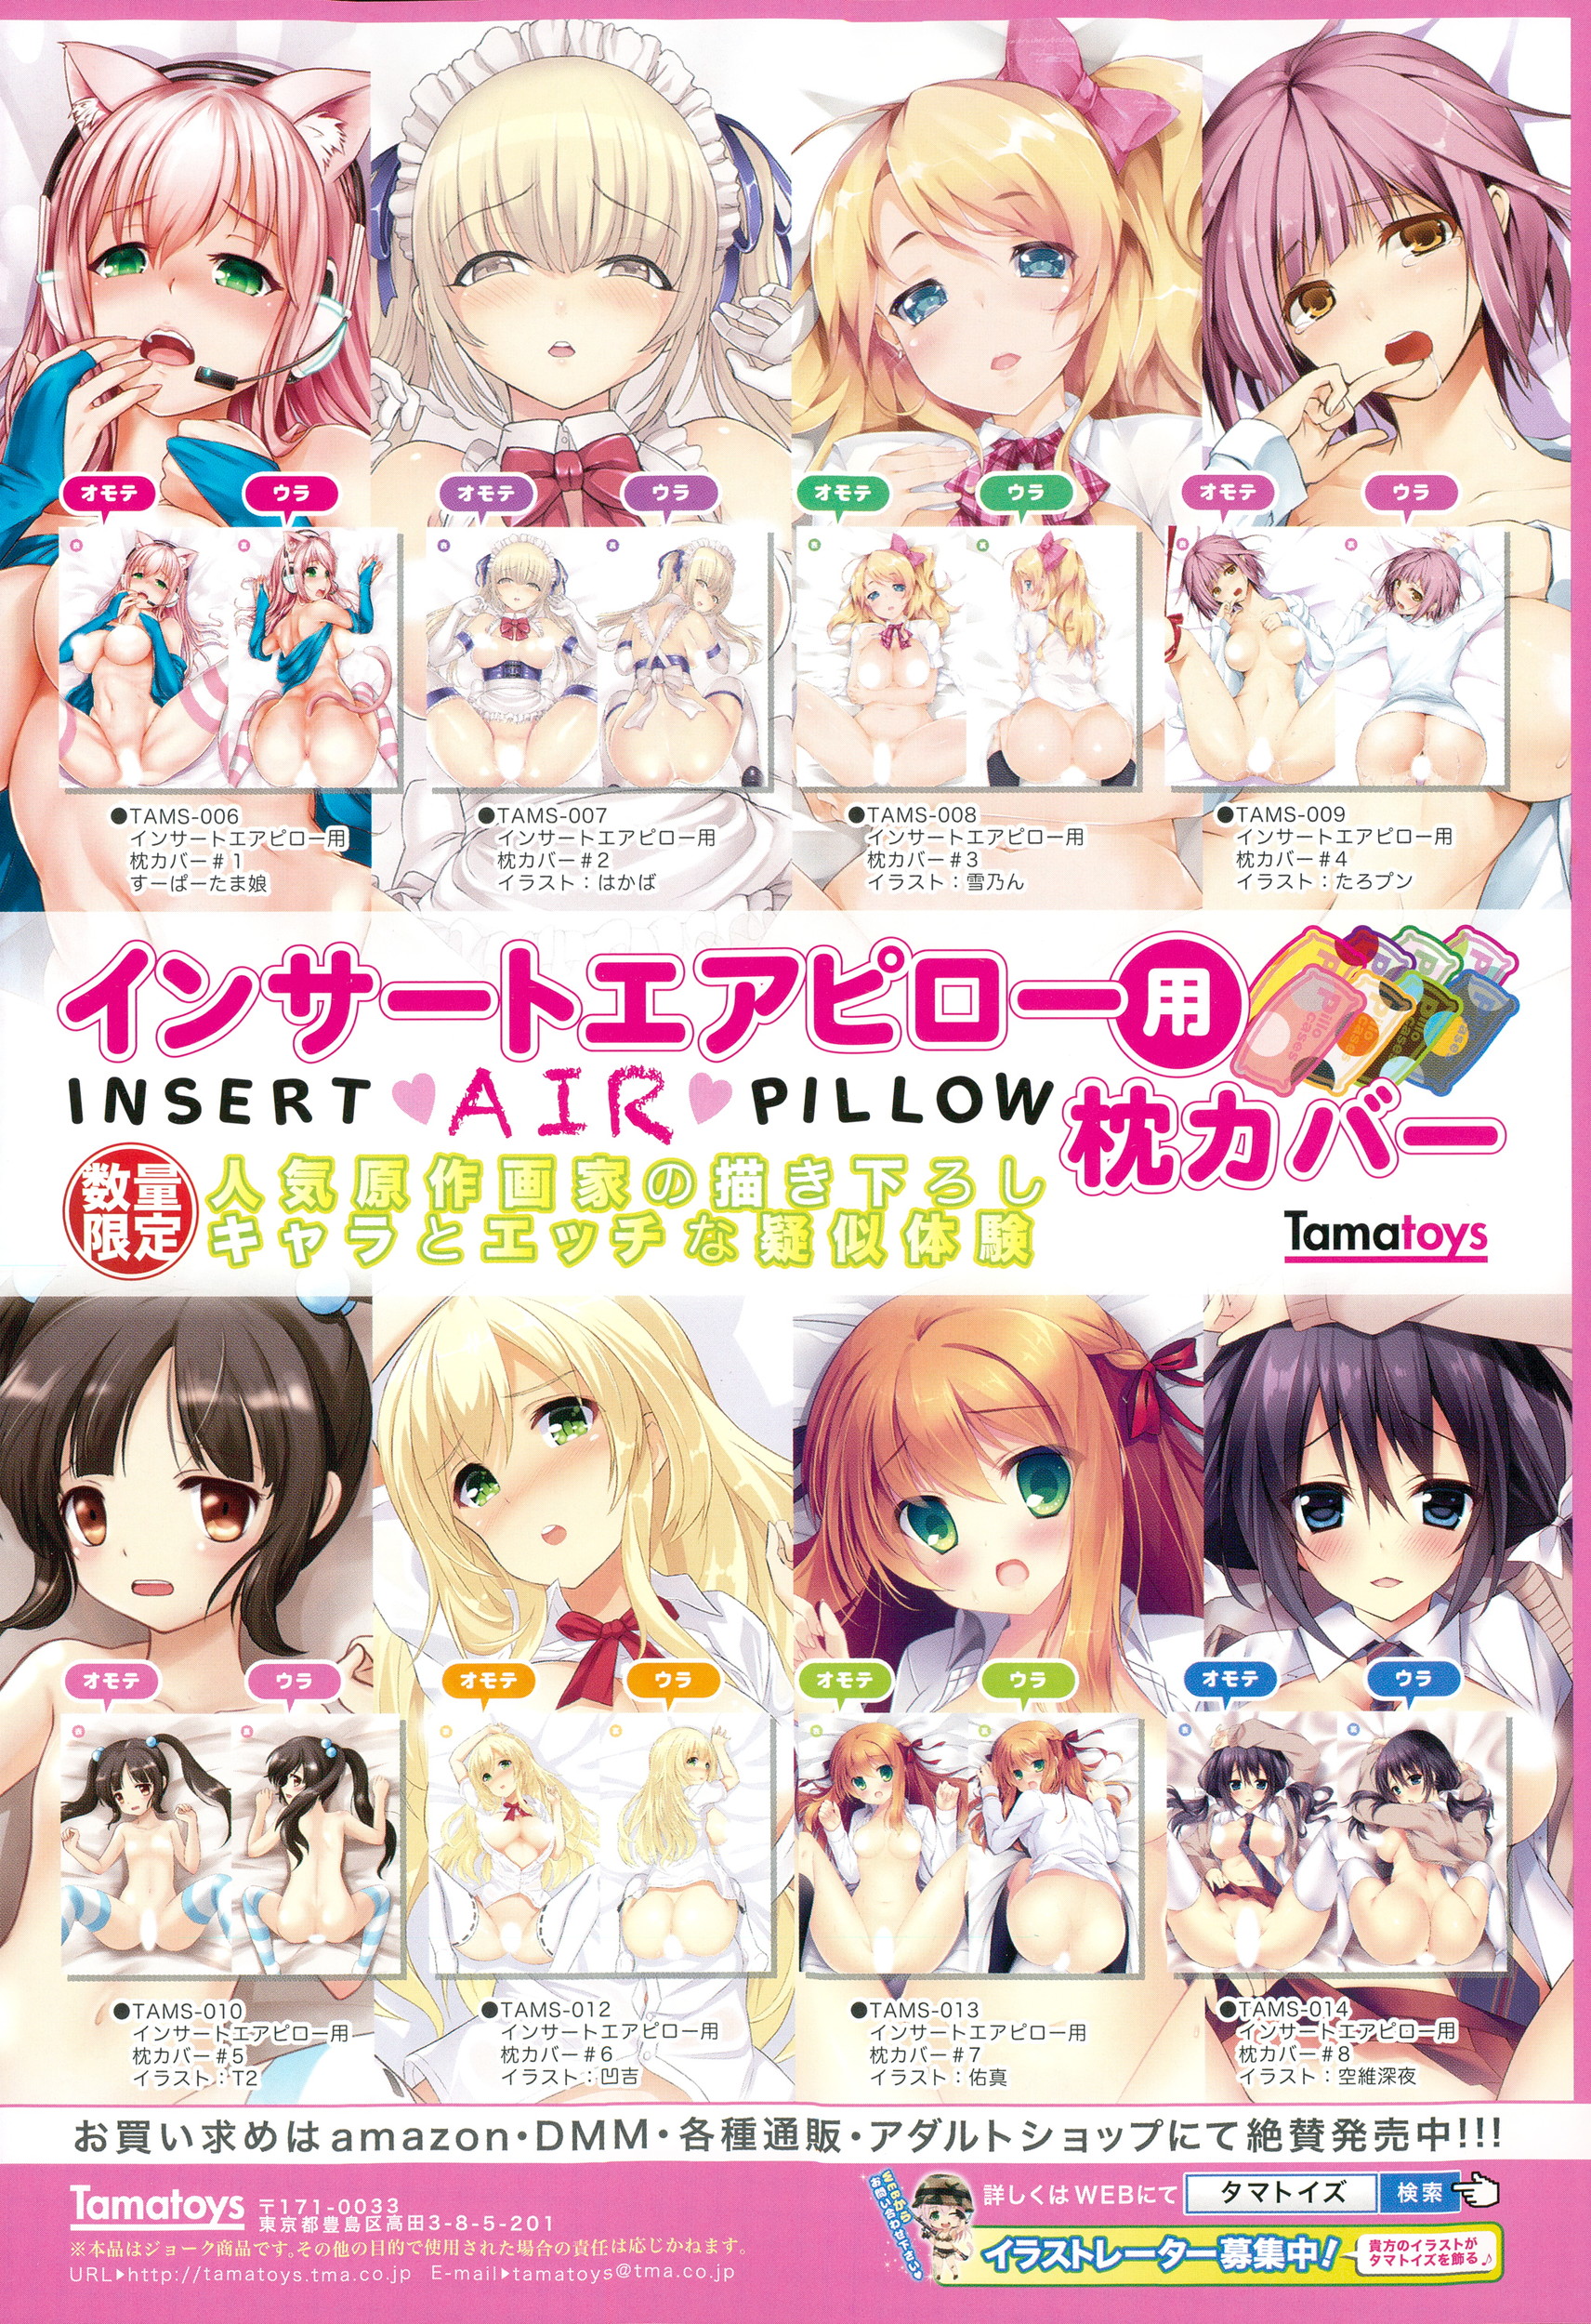 オモテ
ウラ
オモテ
ウラ
オモテ
ウラ
オモテ
ウラ
●TAMS-006
インサートエアピロー用
枕カバー#1
すーぱーたま娘
●TAMS-007
インサートエアピロー用
枕カバー#2
イラスト：はかば
●TAMS-008
インサートエアピロー用
枕カバー#3
イラスト：雪乃ん
●TAMS-009
インサートエアピロー用
枕カバー#4
イラスト：たろプン
インサートエアピロー用
枕カバー
INSERT AIR PILLOW
数量
限定
人気原作画家の描き下ろし
キャラとエッチな疑似体験
Tamatoys
オモテ
ウラ
オモテ
ウラ
オモテ
ウラ
オモテ
ウラ
●TAMS-010
インサートエアピロー用
枕カバー#5
イラスト：T2
●TAMS-012
インサートエアピロー用
枕カバー#6
イラスト：凹吉
●TAMS-013
インサートエアピロー用
枕カバー#7
イラスト：佑真
●TAMS-014
インサートエアピロー用
枕カバー#8
イラスト：空維深夜
お買い求めはamazon・DMM・各種通販・アダルトショップにて絶賛発売中!!!
Tamatoys
〒171-0033
東京都豊島区高田3-8-5-201
※本品はジョーク商品です。その他の目的で使用された場合の責任は応じかねます。
URL▶http://tamatoys.tma.co.jp E-mail▶tamatoys@tma.co.jp
WEBから
お問い合わせ下さい♥
詳しくはWEBにて
タマトイズ
検索
イラストレーター募集中!
貴方のイラストが
タマトイズを飾る♪